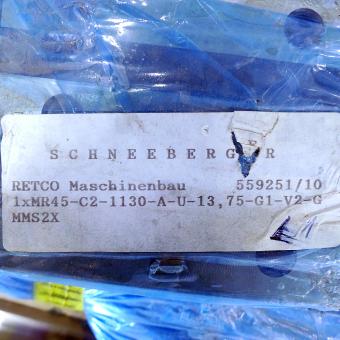 SCHNEEBERGER
RETCO Maschinenbau 559251/10
1xMR45-C2-1130-A-U-13,75-G1-V2-G
MMS2X